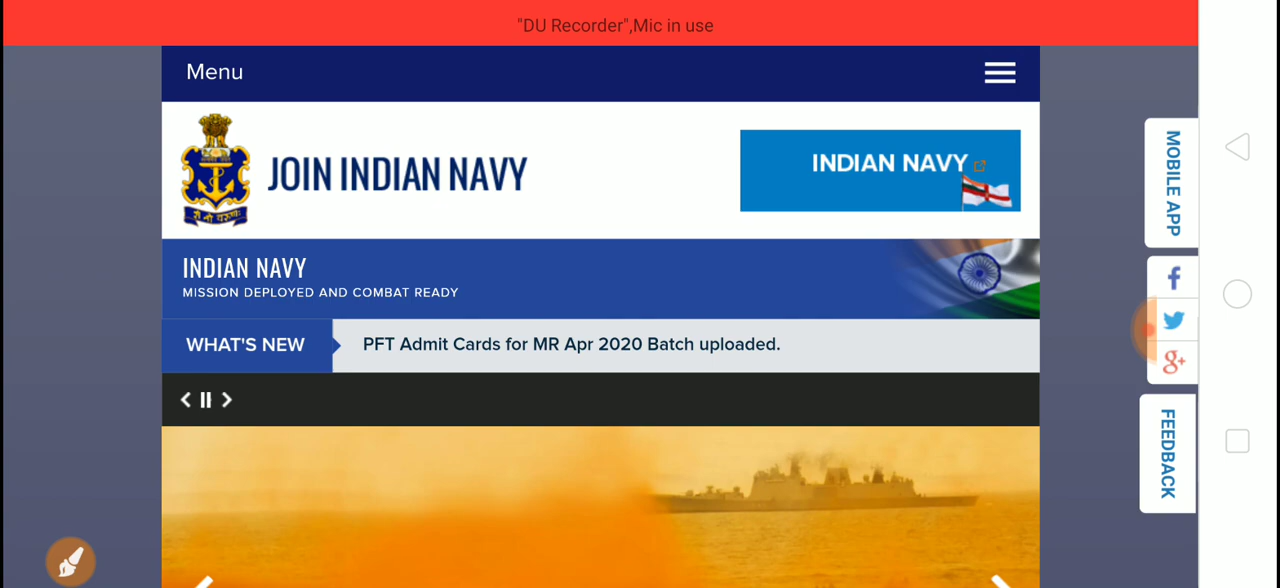 "DU Recorder",Mic in use
Menu
JOIN INDIAN NAVY
INDIAN NAVY
MOBILE APP
INDIAN NAVY
MISSION DEPLOYED AND COMBAT READY
WHAT'S NEW
PFT Admit Cards for MR Apr 2020 Batch uploaded.
FEEDBACK